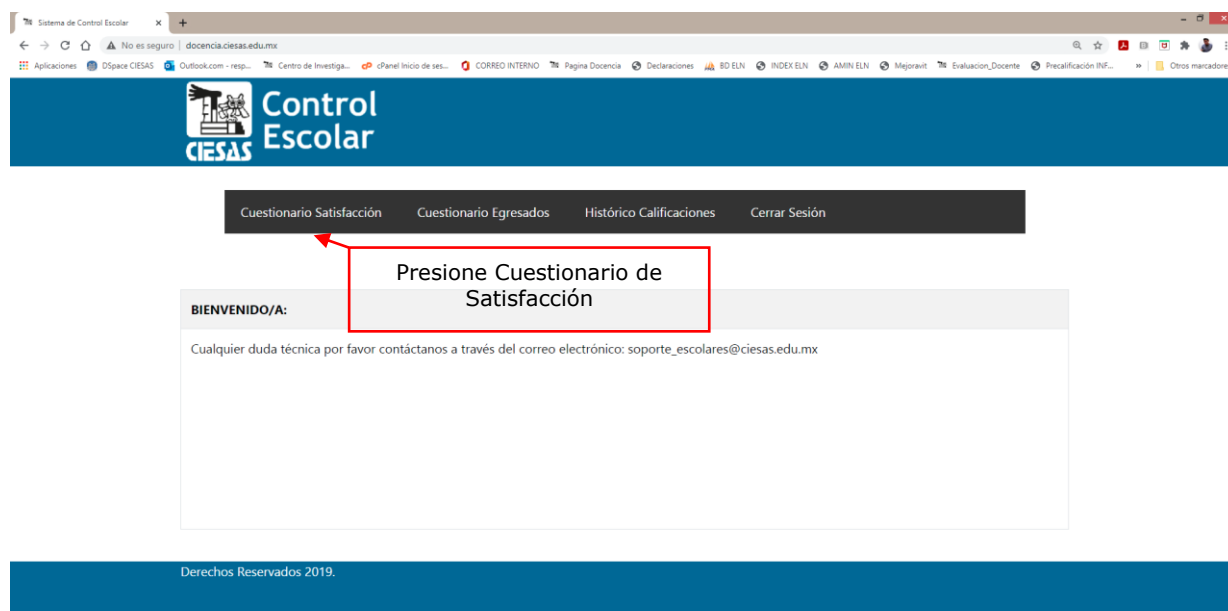 Sistema de Control Escolar
No es seguro | docencia.ciesas.edu.mx
Aplicaciones DSpace CIESAS Outlook.com - resp... Centro de Investiga... cPanel Inicio de ses... CORREO INTERNO Pagina Docencia Declaraciones BD ELN INDEX ELN AMIN ELN Mejoravit Evaluacion_Docente Precalificación INF... » Otros marcadores
Control
Escolar
CIESAS
Cuestionario Satisfacción Cuestionario Egresados Histórico Calificaciones Cerrar Sesión
Presione Cuestionario de
Satisfacción
BIENVENIDO/A:
Cualquier duda técnica por favor contáctanos a través del correo electrónico: soporte_escolares@ciesas.edu.mx
Derechos Reservados 2019.